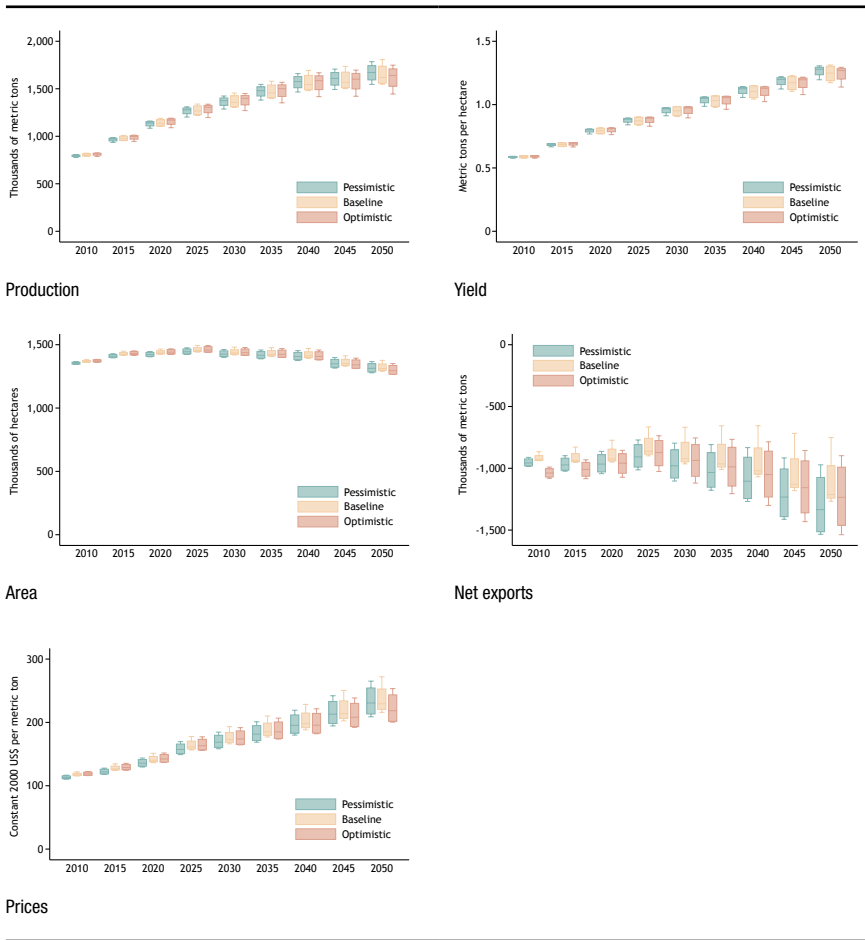 Thousands of metric tons
2,000
1,500
1,000
500
0
Pessimistic
Baseline
Optimistic
2010 2015 2020 2025 2030 2035 2040 2045 2050
Production
Metric tons per hectare
1.5
1.0
0.5
0
Pessimistic
Baseline
Optimistic
2010 2015 2020 2025 2030 2035 2040 2045 2050
Yield
Thousands of hectares
1,500
1,000
500
0
Pessimistic
Baseline
Optimistic
2010 2015 2020 2025 2030 2035 2040 2045 2050
Area
Thousands of metric tons
0
-500
-1,000
-1,500
Pessimistic
Baseline
Optimistic
2010 2015 2020 2025 2030 2035 2040 2045 2050
Net exports
Constant 2000 US$ per metric ton
300
200
100
0
Pessimistic
Baseline
Optimistic
2010 2015 2020 2025 2030 2035 2040 2045 2050
Prices